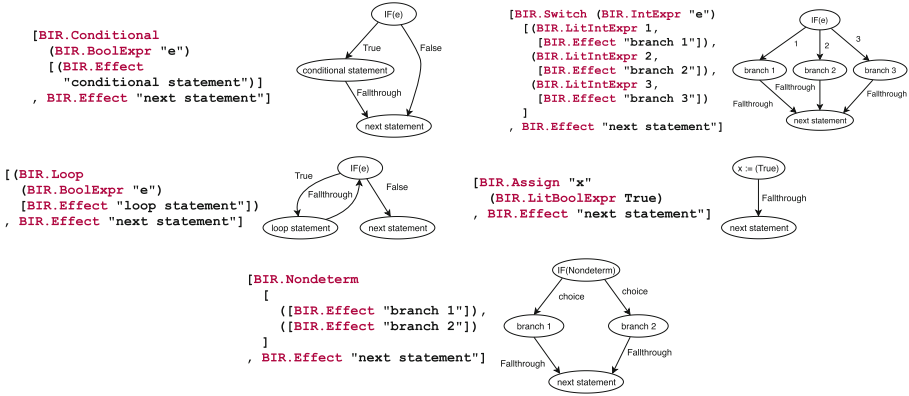 [BIR.Conditional
(BIR.BoolExpr "e")
[(BIR.Effect
"conditional statement")]
, BIR.Effect "next statement"]
IF(e)
True
False
conditional statement
Fallthrough
next statement
[BIR.Switch (BIR.IntExpr "e")
[(BIR.LitIntExpr 1,
[BIR.Effect "branch 1"]),
(BIR.LitIntExpr 2,
[BIR.Effect "branch 2"]),
(BIR.LitIntExpr 3,
[BIR.Effect "branch 3"])
]
, BIR.Effect "next statement"]
IF(e)
1
2
3
branch 1
branch 2
branch 3
Fallthrough
Fallthrough
Fallthrough
next statement
[(BIR.Loop
(BIR.BoolExpr "e")
[BIR.Effect "loop statement"])
, BIR.Effect "next statement"]
IF(e)
True
Fallthrough
False
loop statement
next statement
[BIR.Assign "x"
(BIR.LitBoolExpr True)
, BIR.Effect "next statement"]
x := (True)
Fallthrough
next statement
[BIR.Nondeterm
[
([BIR.Effect "branch 1"]),
([BIR.Effect "branch 2"])
]
, BIR.Effect "next statement"]
IF(Nondeterm)
choice
choice
branch 1
branch 2
Fallthrough
Fallthrough
next statement